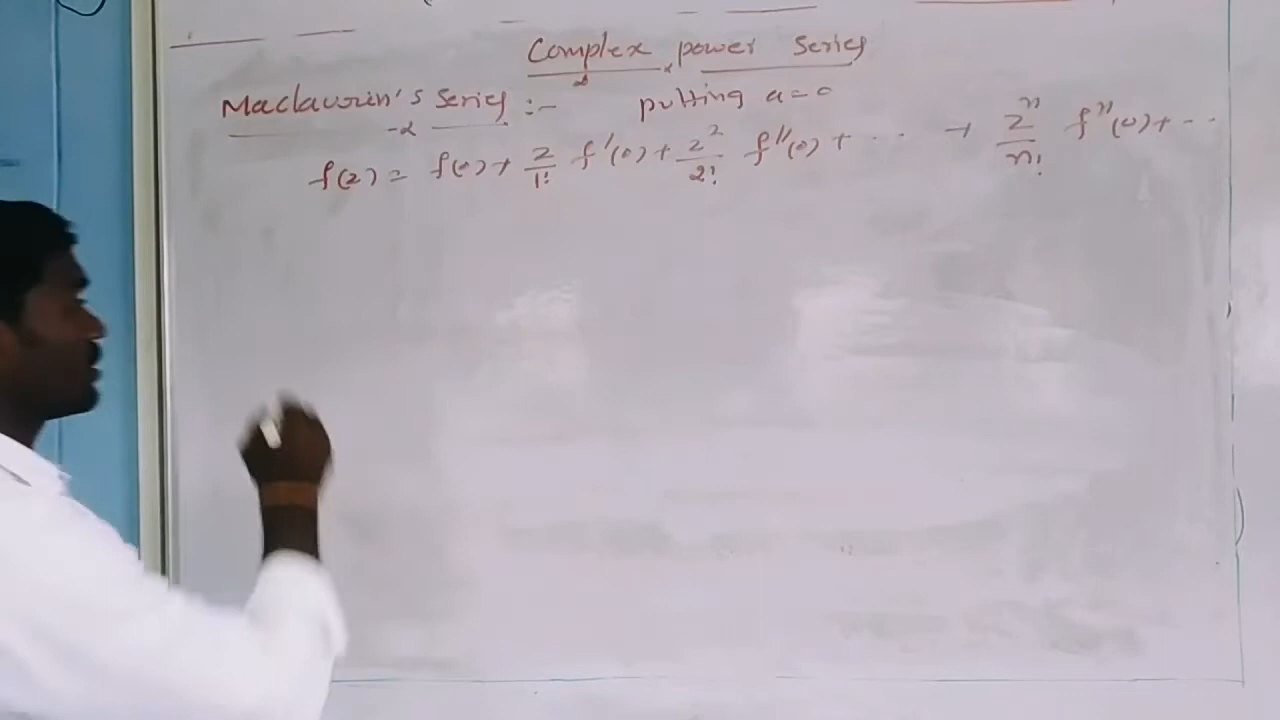 Complex power series
Maclaurin's series :- putting a=0
f(z) = f(0) + z/1! f'(0) + z²/2! f''(0) + ... + zⁿ/n! fⁿ(0) + ...